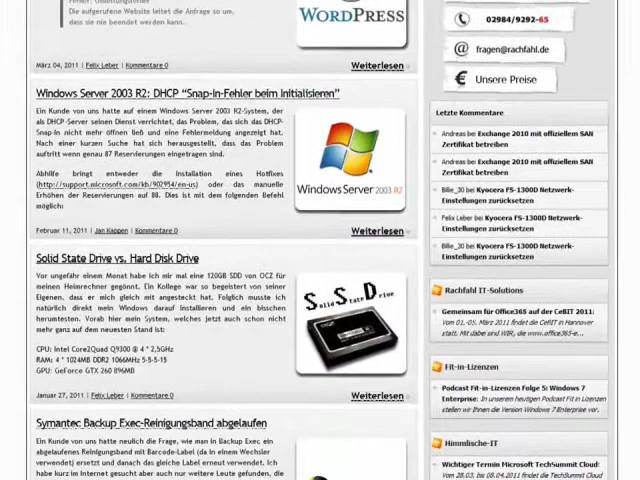 Die aufgerufene Website leitet die Anfrage so um,
dass sie nie beendet werden kann.
WORDPRESS
März 04, 2011 | Felix Leber | Kommentare 0
Weiterlesen
Windows Server 2003 R2: DHCP “Snap-In-Fehler beim Initialisieren”
Ein Kunde von uns hatte auf einem Windows Server 2003 R2-System, der
als DHCP-Server seinen Dienst verrichtet, das Problem, das sich das DHCP-
Snap-In nicht mehr öffnen ließ und eine Fehlermeldung angezeigt hat.
Nach einer kurzen Suche hat sich herausgestellt, dass das Problem
auftritt wenn genau 87 Reservierungen eingetragen sind.
Abhilfe bringt entweder die Installation eines Hotfixes
(http://support.microsoft.com/kb/902954/en-us) oder das manuelle
Erhöhen der Reservierungen auf 88. Dies ist mit dem folgenden Befehl
möglich:
Windows Server 2003 R2
Februar 11, 2011 | Jan Kappen | Kommentare 0
Weiterlesen
Solid State Drive vs. Hard Disk Drive
Vor ungefähr einem Monat habe ich mir mal eine 120GB SDD von OCZ für
meinen Heimrechner gegönnt. Ein Kollege war so begeistert von seiner
Eigenen, dass er mich gleich mit angesteckt hat. Folglich musste ich
natürlich direkt mein Windows darauf installieren und ein bisschen
herumtesten. Vorab hier mein System, welches jetzt auch schon nicht
mehr ganz auf dem neuesten Stand ist:
CPU: Intel Core2Quad Q9300 @ 4 * 2,5GHz
RAM: 4 * 1024MB DDR2 1066MHz 5-5-5-15
GPU: GeForce GTX 260 896MB
Solid State Drive
Januar 27, 2011 | Felix Leber | Kommentare 0
Weiterlesen
Symantec Backup Exec-Reinigungsband abgelaufen
Ein Kunde von uns hatte neulich die Frage, wie man in Backup Exec ein
abgelaufenes Reinigungsband mit Barcode-Label (da in einem Wechsler
verwendet) ersetzt und danach das gleiche Label erneut verwendet. Ich
habe kurz im Internet gesucht aber auch nur weitere Leute gefunden, die
02984/9292-65
@ fragen@rachfahl.de
€ Unsere Preise
Letzte Kommentare
Andreas bei Exchange 2010 mit offiziellem SAN
Zertifikat betreiben
Andreas bei Exchange 2010 mit offiziellem SAN
Zertifikat betreiben
Bille_30 bei Kyocera FS-1300D Netzwerk-
Einstellungen zurücksetzen
Felix Leber bei Kyocera FS-1300D Netzwerk-
Einstellungen zurücksetzen
Bille_30 bei Kyocera FS-1300D Netzwerk-
Einstellungen zurücksetzen
Rachfahl IT-Solutions
Gemeinsam für Office365 auf der CeBIT 2011:
Vom 01.-05. März 2011 findet die CeBIT in Hannover
statt. Mit dabei sind WIR, die www.office365-e...
Fit-in-Lizenzen
Podcast Fit-in-Lizenzen Folge 5: Windows 7
Enterprise: In unserem heutigen Podcast Fit in Lizenzen
stellen wir Ihnen die Version Windows 7 Enterprise vor.
Himmlische-IT
Wichtiger Termin Microsoft TechSummit Cloud:
Vom 28.03. bis 08.04.2011 findet die TechSummit Cloud